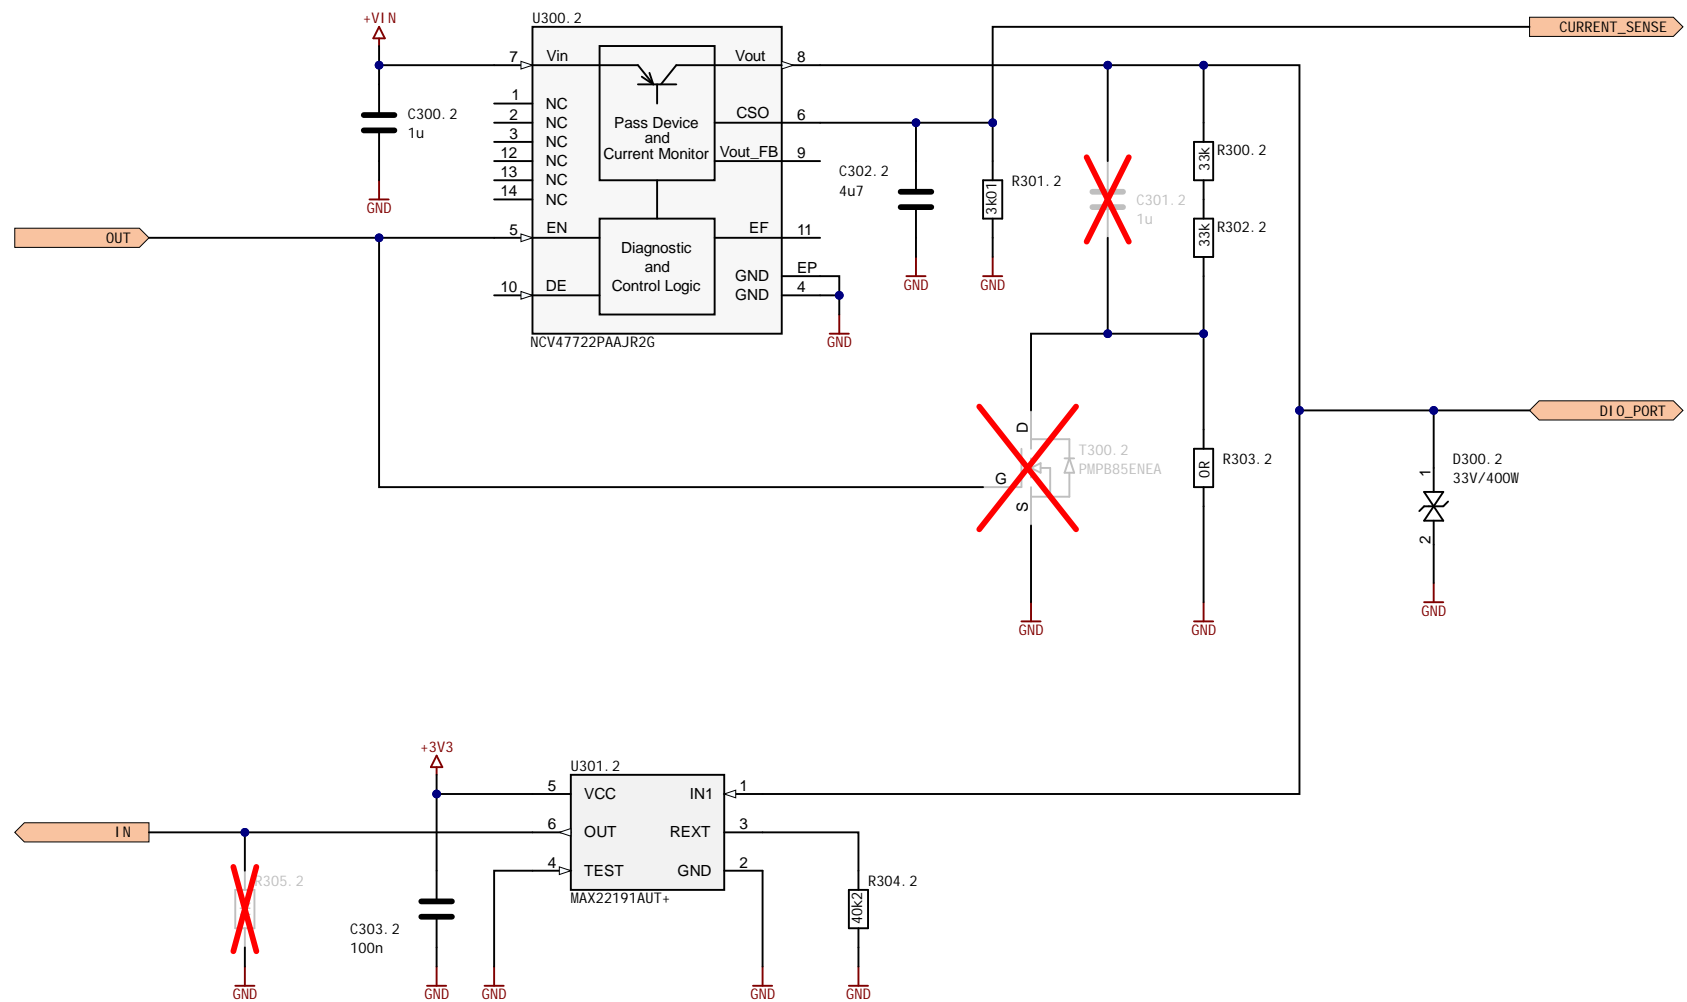 +VIN
U300.2
CURRENT_SENSE
7
Vin
Vout
8
C300.2
1u
1
NC
2
NC
3
NC
12
NC
13
NC
14
NC
Pass Device
and
Current Monitor
CSO
6
Vout_FB
9
C302.2
4u7
3k01
R301.2
C301.2
1u
33k
R300.2
33k
R302.2
GND
OUT
5
EN
EF
11
Diagnostic
and
Control Logic
EP
GND
10
DE
GND
4
GND
GND
GND
NCV47722PAAJR2G
DIO_PORT
D
G
S
T300.2
PMPB85ENEA
0R
R303.2
1
2
D300.2
33V/400W
GND
GND
GND
+3V3
U301.2
5
VCC
IN1
1
IN
6
OUT
REXT
3
4
TEST
GND
2
MAX22191AUT+
R305.2
C303.2
100n
40k2
R304.2
GND
GND
GND
GND
GND